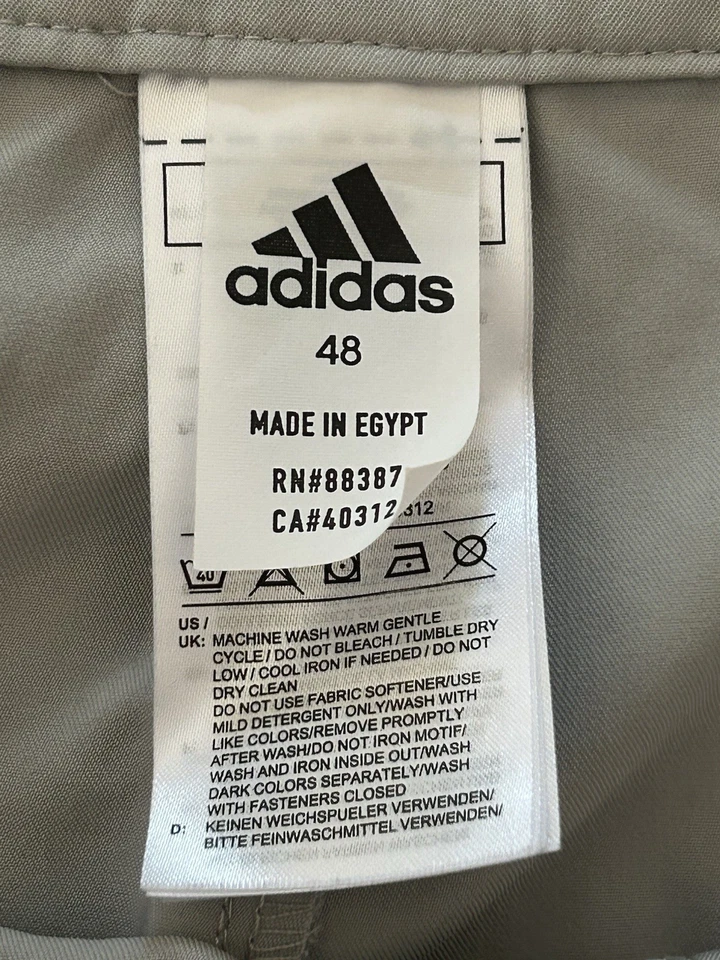 adidas
48
MADE IN EGYPT
RN#88387
CA#40312
312
40
US /
UK: MACHINE WASH WARM GENTLE
CYCLE / DO NOT BLEACH / TUMBLE DRY
LOW / COOL IRON IF NEEDED / DO NOT
DRY CLEAN
DO NOT USE FABRIC SOFTENER/USE
MILD DETERGENT ONLY/WASH WITH
LIKE COLORS/REMOVE PROMPTLY
AFTER WASH/DO NOT IRON MOTIF/
WASH AND IRON INSIDE OUT/WASH
DARK COLORS SEPARATELY/WASH
WITH FASTENERS CLOSED
D: KEINEN WEICHSPUELER VERWENDEN/
BITTE FEINWASCHMITTEL VERWENDEN/